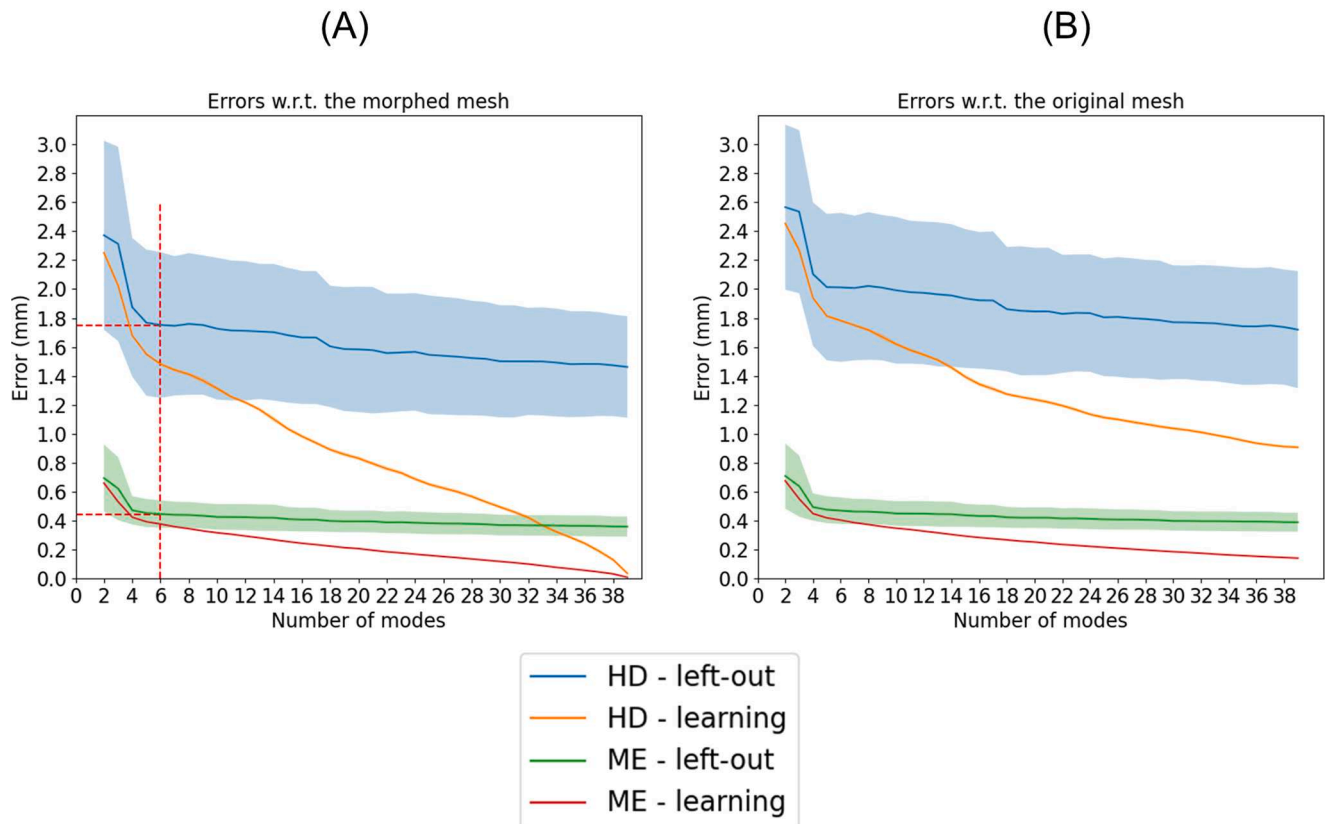 (A)
(B)
Errors w.r.t. the morphed mesh
Errors w.r.t. the original mesh
Error (mm)
3.0
2.8
2.6
2.4
2.2
2.0
1.8
1.6
1.4
1.2
1.0
0.8
0.6
0.4
0.2
0.0
0 2 4 6 8 10 12 14 16 18 20 22 24 26 28 30 32 34 36 38
Number of modes
Error (mm)
3.0
2.8
2.6
2.4
2.2
2.0
1.8
1.6
1.4
1.2
1.0
0.8
0.6
0.4
0.2
0.0
0 2 4 6 8 10 12 14 16 18 20 22 24 26 28 30 32 34 36 38
Number of modes
HD - left-out
HD - learning
ME - left-out
ME - learning